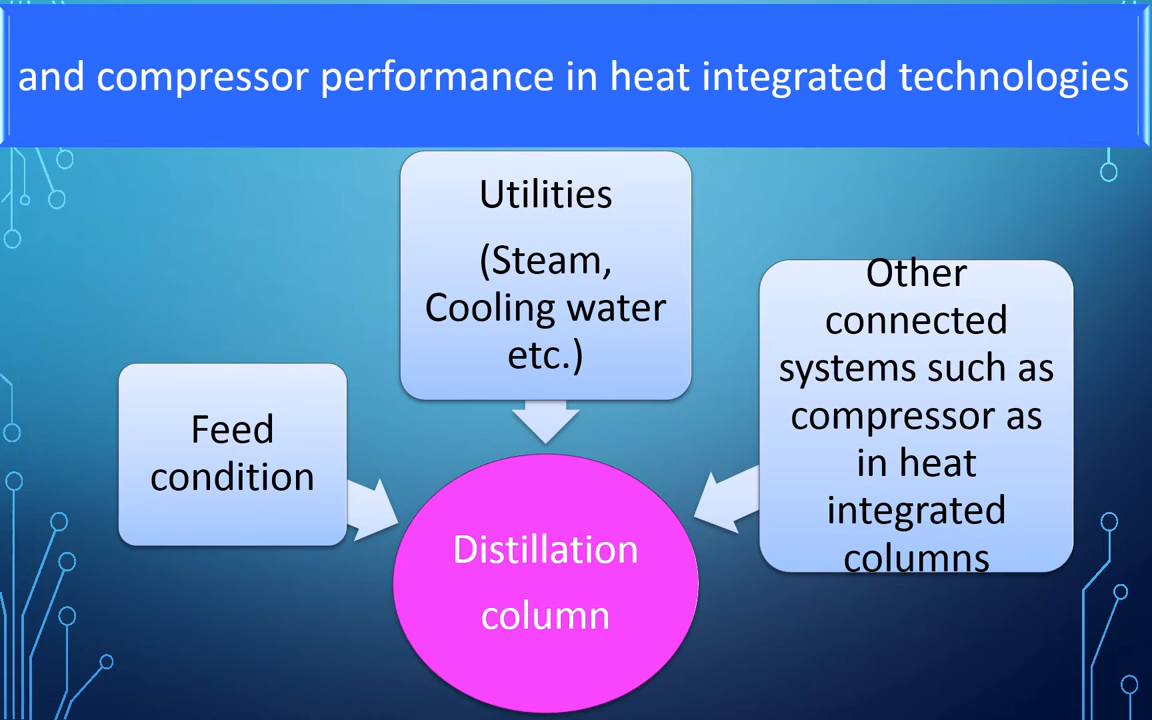 and compressor performance in heat integrated technologies
Utilities
(Steam,
Cooling water
etc.)
Other
connected
systems such as
compressor as
in heat
integrated
columns
Feed
condition
Distillation
column